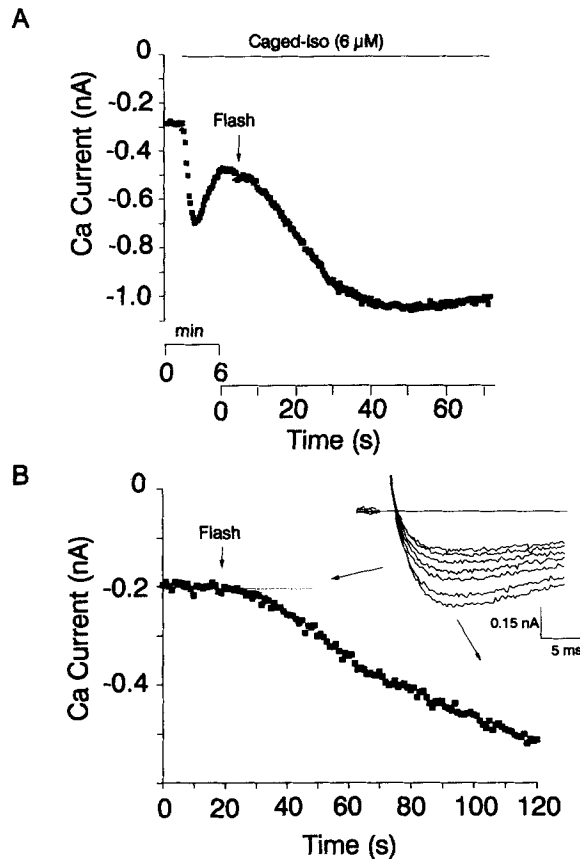 A
Caged-Iso (6 µM)
0
-0.2
-0.4
-0.6
-0.8
-1.0
Ca Current (nA)
Flash
min
0 6
0 20 40 60
Time (s)
B
0
-0.2
-0.4
Ca Current (nA)
Flash
0.15 nA
5 ms
0 20 40 60 80 100 120
Time (s)